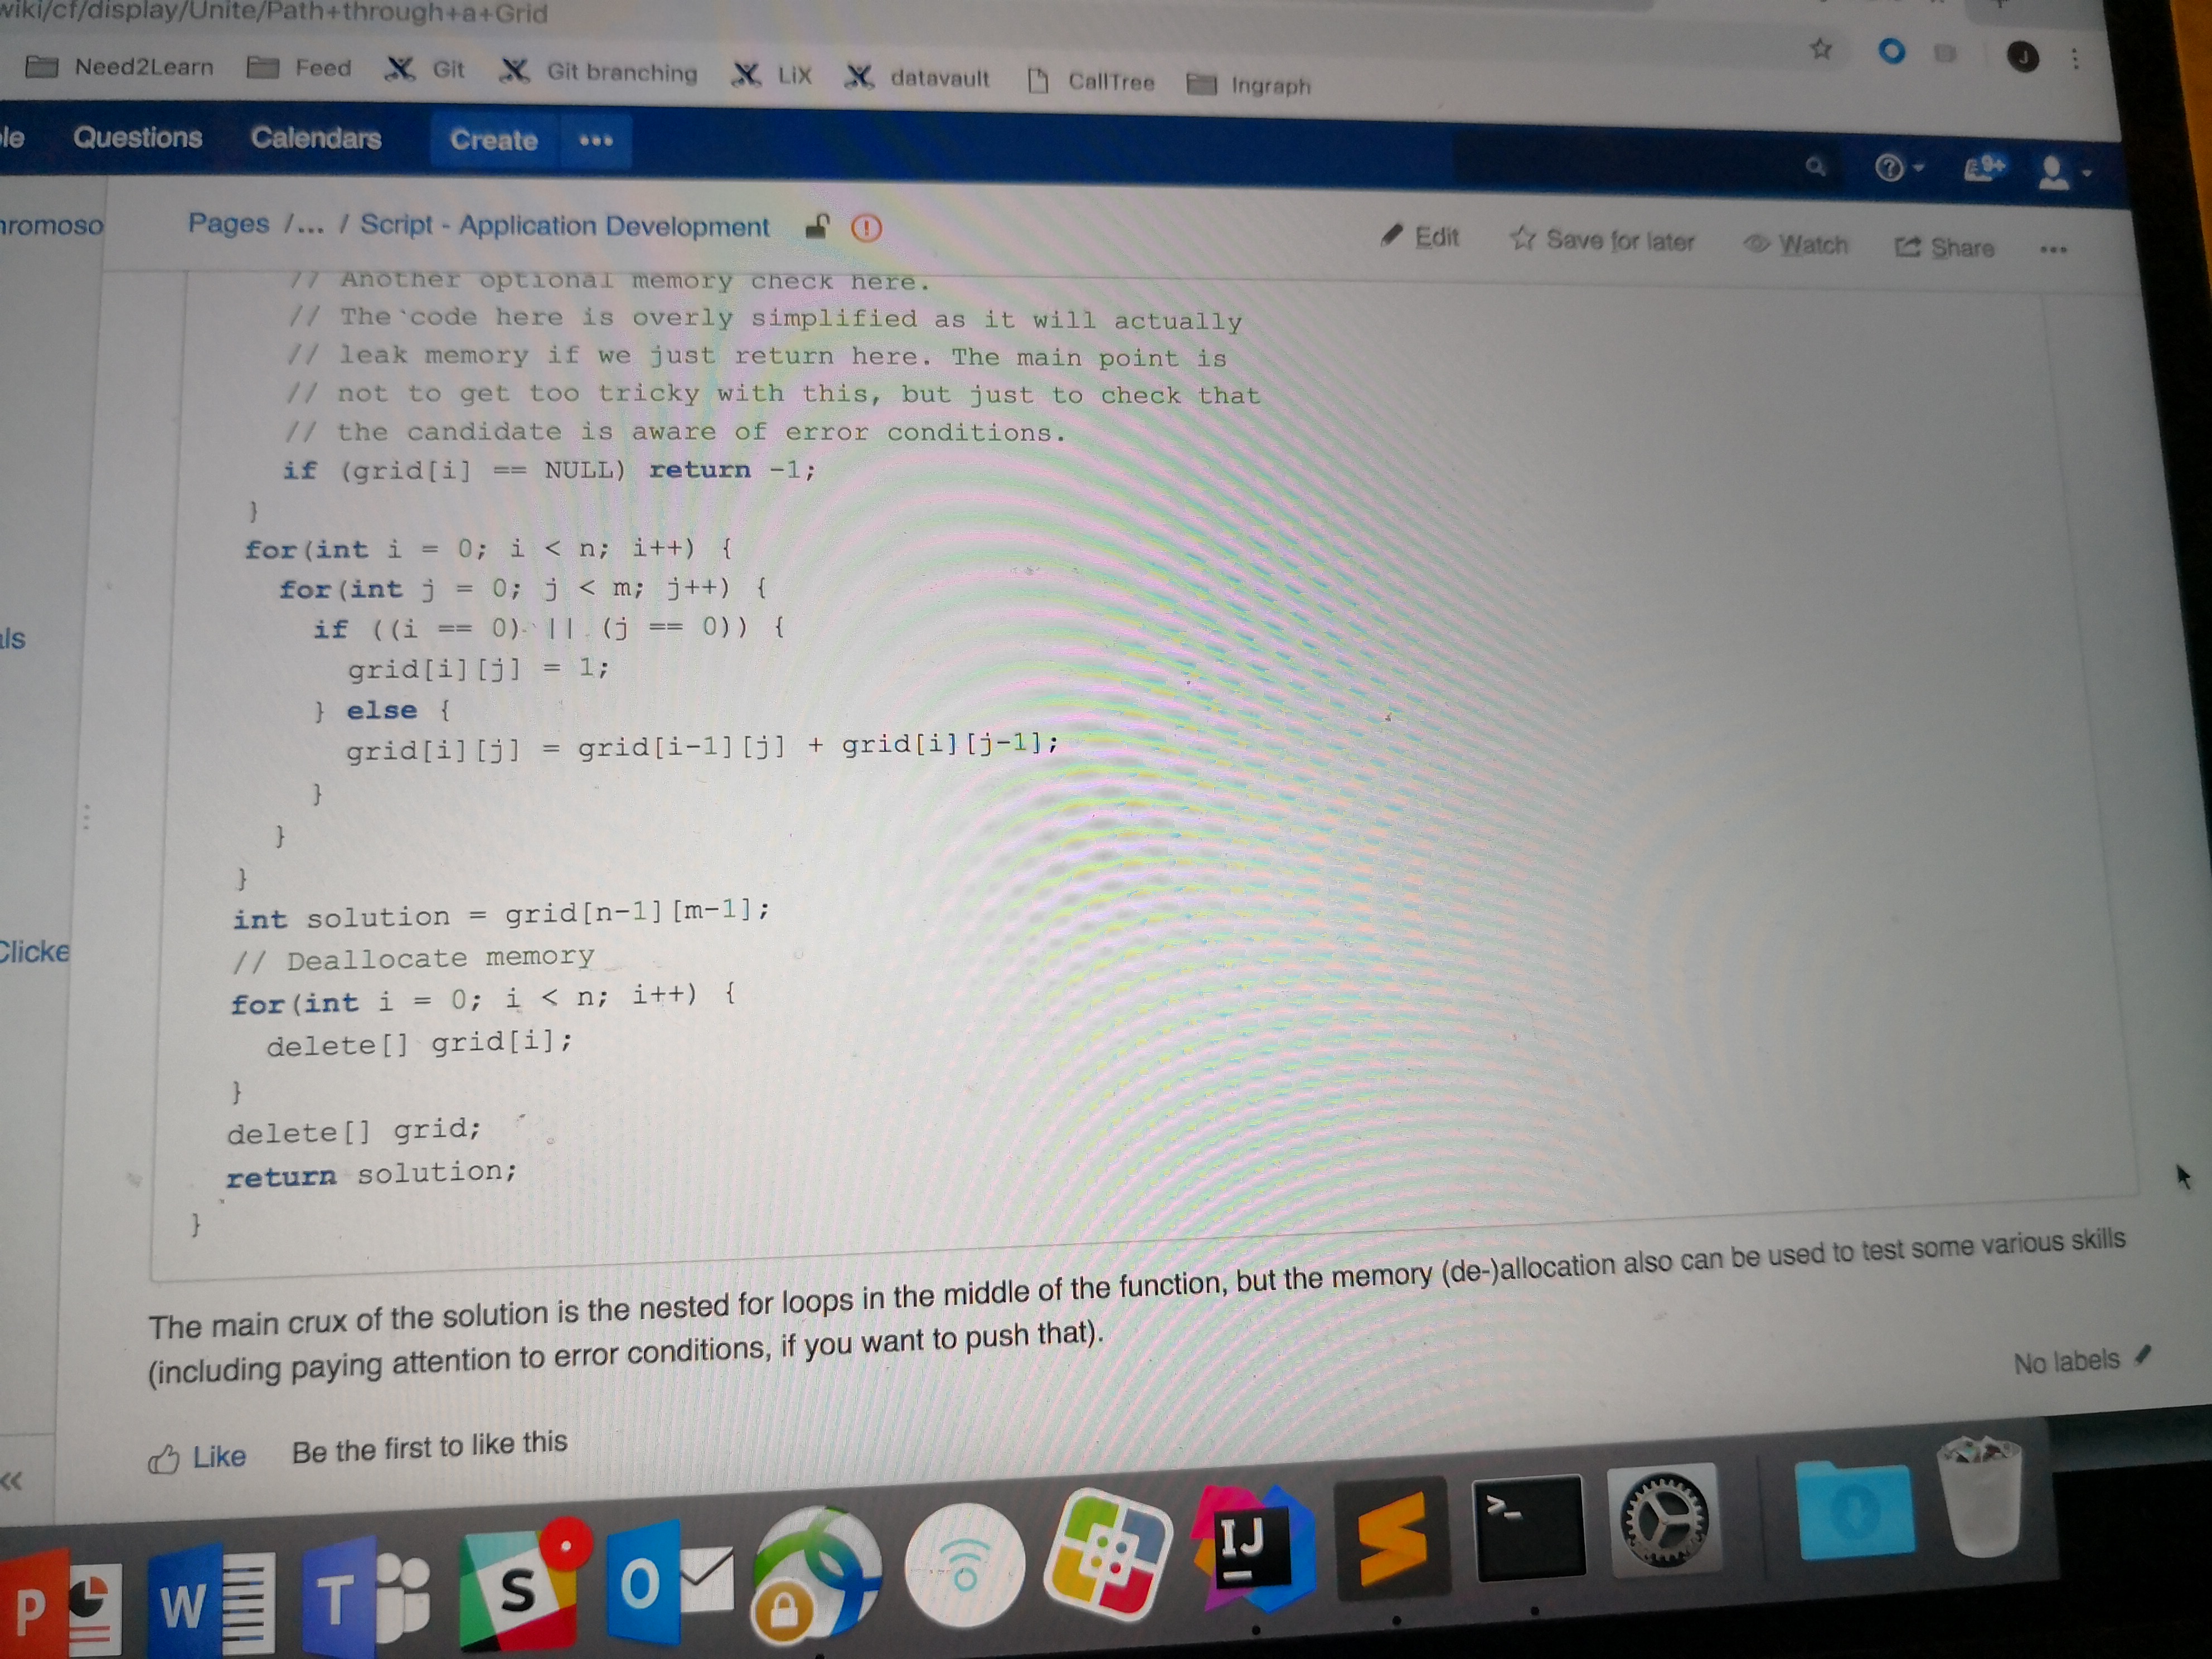 wiki/cf/display/Unite/Path+through+a+Grid
Need2Learn Feed Git Git branching LiX datavault CallTree Ingraph
J
le Questions Calendars Create •••
9+
romoso
Pages /... / Script - Application Development
Edit Save for later Watch Share •••
// Another optional memory check here.
// The code here is overly simplified as it will actually
// leak memory if we just return here. The main point is
// not to get too tricky with this, but just to check that
// the candidate is aware of error conditions.
if (grid[i] == NULL) return -1;
}
for(int i = 0; i < n; i++) {
for(int j = 0; j < m; j++) {
if ((i == 0) || (j == 0)) {
ls
grid[i][j] = 1;
} else {
grid[i][j] = grid[i-1][j] + grid[i][j-1];
}
}
}
int solution = grid[n-1][m-1];
Clicke
// Deallocate memory
for(int i = 0; i < n; i++) {
delete[] grid[i];
}
delete[] grid;
return solution;
}
The main crux of the solution is the nested for loops in the middle of the function, but the memory (de-)allocation also can be used to test some various skills
(including paying attention to error conditions, if you want to push that).
No labels
Like Be the first to like this
«
P W T S O IJ >_